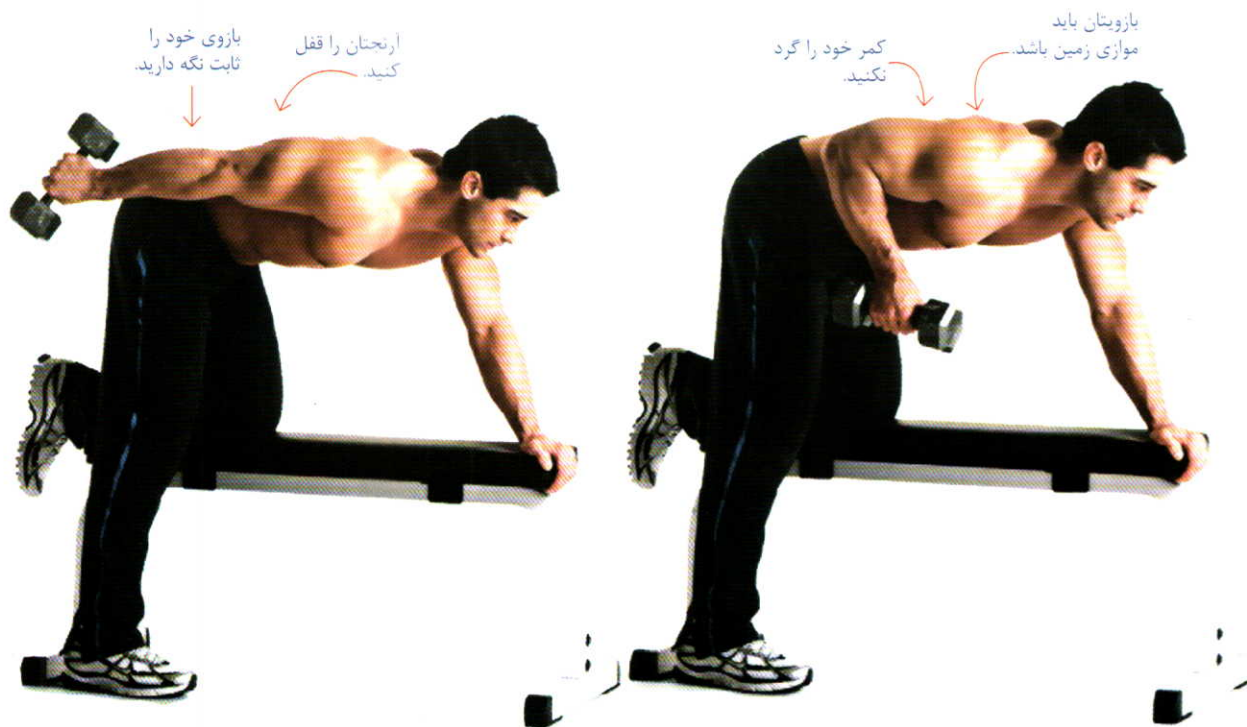 بازویتان باید
موازی زمین باشد.
کمر خود را گرد
نکنید.
آرنجتان را قفل
کنید.
بازوی خود را
ثابت نگه دارید.